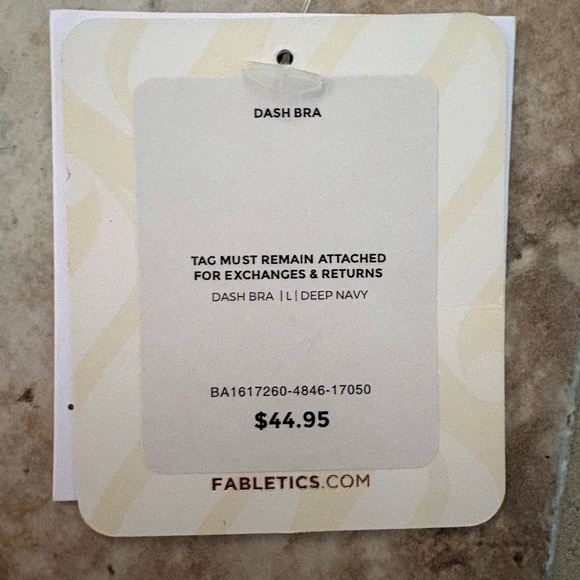 DASH BRA
TAG MUST REMAIN ATTACHED
FOR EXCHANGES & RETURNS
DASH BRA | L | DEEP NAVY
BA1617260-4846-17050
$44.95
FABLETICS.COM